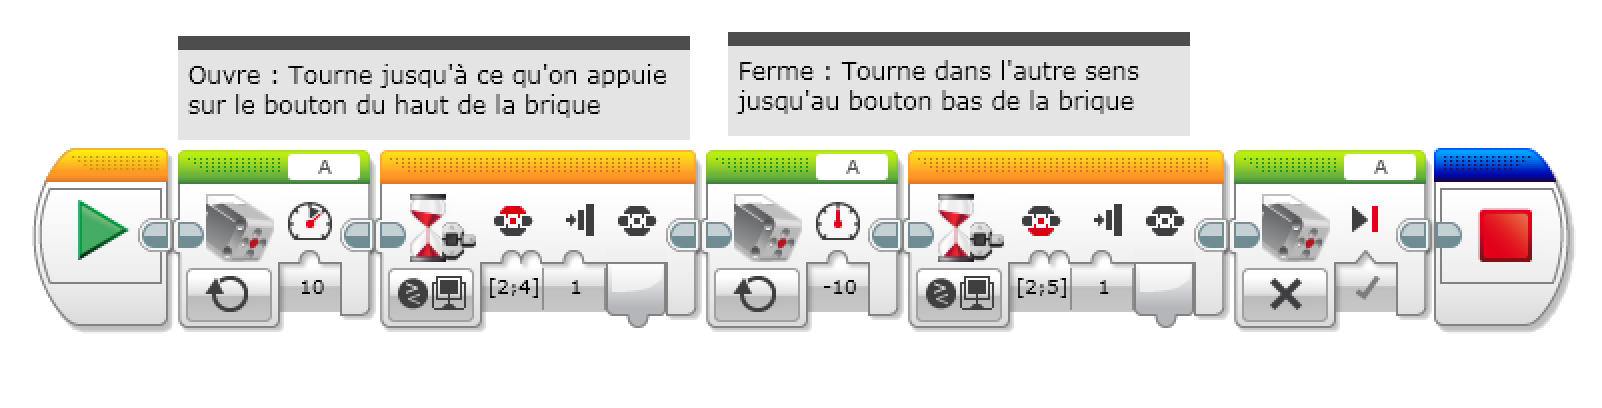 Ouvre : Tourne jusqu'à ce qu'on appuie
sur le bouton du haut de la brique
Ferme : Tourne dans l'autre sens
jusqu'au bouton bas de la brique
A
A
A
10
[2;4]
1
-10
[2;5]
1